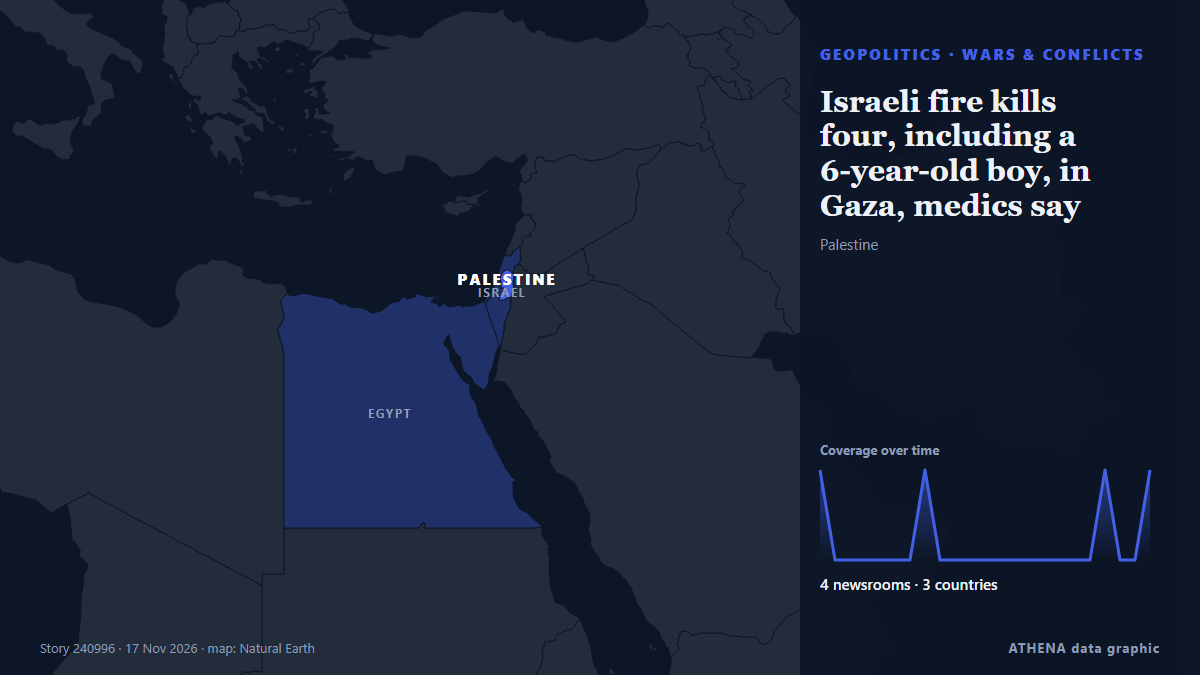 GEOPOLITICS · WARS & CONFLICTS
Israeli fire kills
four, including a
6-year-old boy, in
Gaza, medics say
Palestine
PALESTINE
ISRAEL
EGYPT
Coverage over time
4 newsrooms · 3 countries
Story 240996 · 17 Nov 2026 · map: Natural Earth
ATHENA data graphic